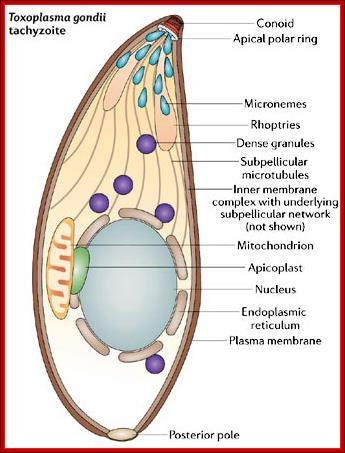 Toxoplasma gondii
tachyzoite
Conoid
Apical polar ring
Micronemes
Rhoptries
Dense granules
Subpellicular
microtubules
Inner membrane
complex with underlying
subpellicular network
(not shown)
Mitochondrion
Apicoplast
Nucleus
Endoplasmic
reticulum
Plasma membrane
Posterior pole